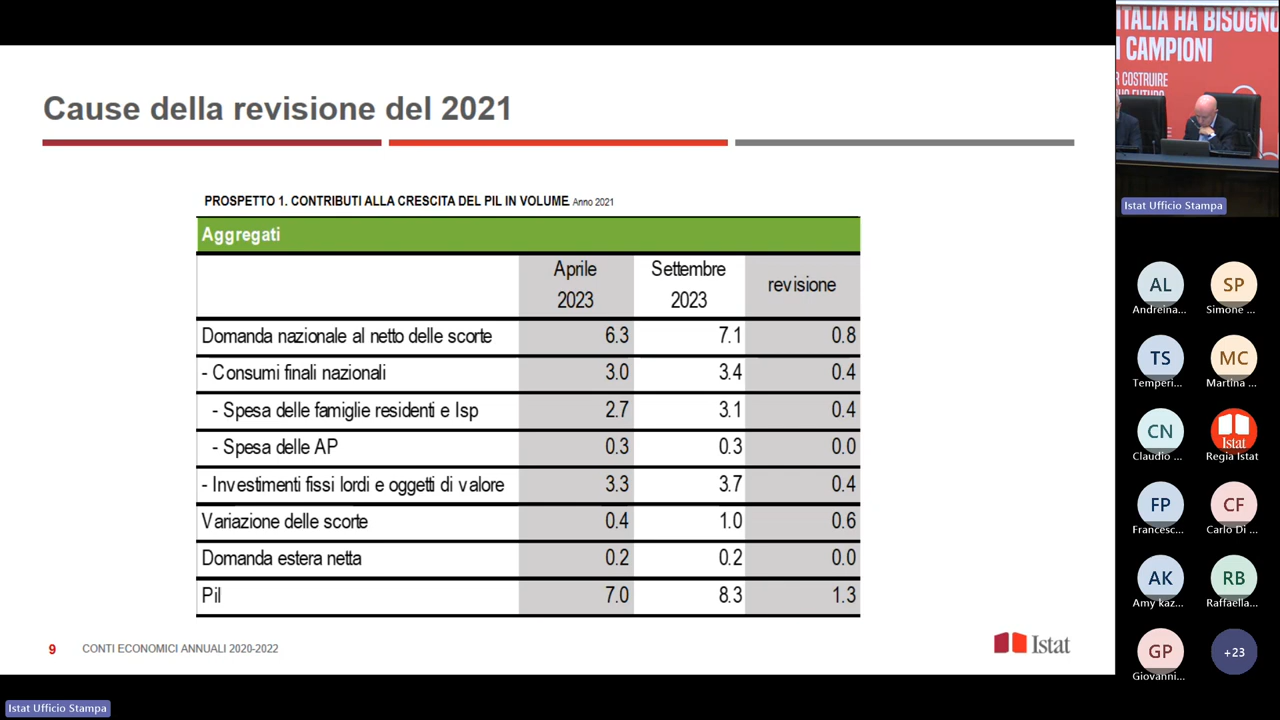 Cause della revisione del 2021
PROSPETTO 1. CONTRIBUTI ALLA CRESCITA DEL PIL IN VOLUME. Anno 2021
Aggregati
Aprile 2023 Settembre 2023 revisione
Domanda nazionale al netto delle scorte 6.3 7.1 0.8
- Consumi finali nazionali 3.0 3.4 0.4
- Spesa delle famiglie residenti e Isp 2.7 3.1 0.4
- Spesa delle AP 0.3 0.3 0.0
- Investimenti fissi lordi e oggetti di valore 3.3 3.7 0.4
Variazione delle scorte 0.4 1.0 0.6
Domanda estera netta 0.2 0.2 0.0
Pil 7.0 8.3 1.3
9 CONTI ECONOMICI ANNUALI 2020-2022
Istat
Istat Ufficio Stampa
ITALIA HA BISOGNO
I CAMPIONI
COSTRUIRE
Istat Ufficio Stampa
AL SP
Andreina... Simone ...
TS MC
Temperi... Martina ...
CN Istat
Claudio ... Regia Istat
FP CF
Francesc... Carlo Di ...
AK RB
Amy kaz... Raffaella...
GP +23
Giovanni...